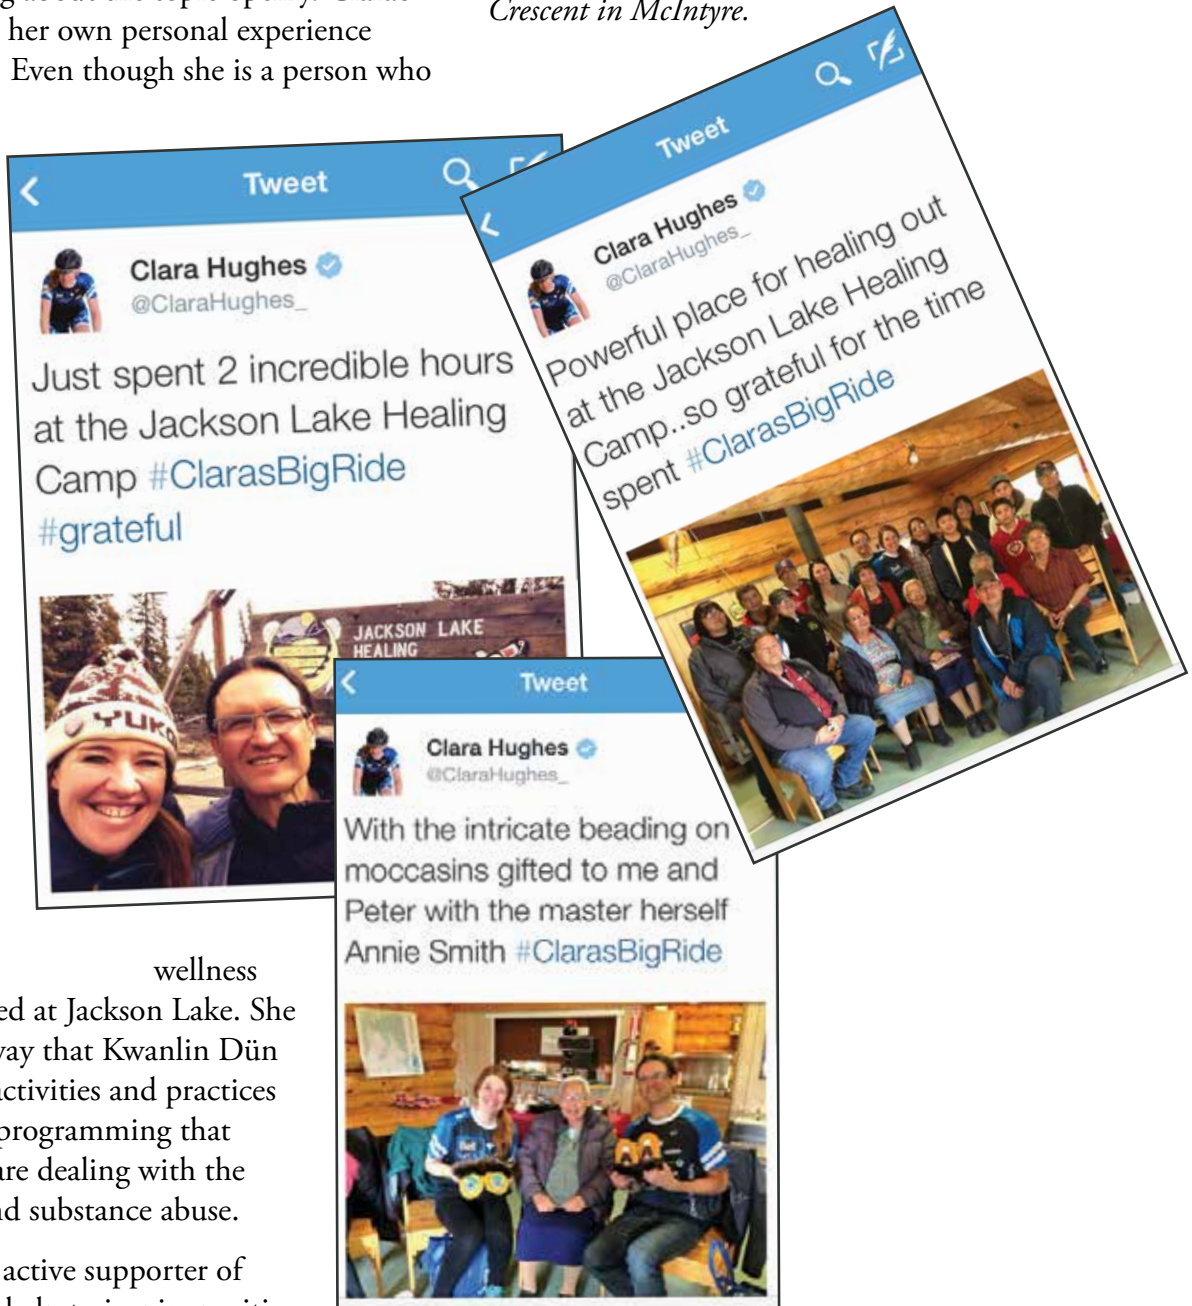 her own personal experience
Even though she is a person who
Crescent in McIntyre.
Tweet
Clara Hughes
@ClaraHughes_
Just spent 2 incredible hours
at the Jackson Lake Healing
Camp #ClarasBigRide
#grateful
JACKSON LAKE
HEALING
YUK
Tweet
Clara Hughes
@ClaraHughes_
Powerful place for healing out
at the Jackson Lake Healing
Camp..so grateful for the time
spent #ClarasBigRide
Tweet
Clara Hughes
@ClaraHughes_
With the intricate beading on
moccasins gifted to me and
Peter with the master herself
Annie Smith #ClarasBigRide
wellness
ed at Jackson Lake. She
way that Kwanlin Dün
activities and practices
programming that
are dealing with the
nd substance abuse.
active supporter of